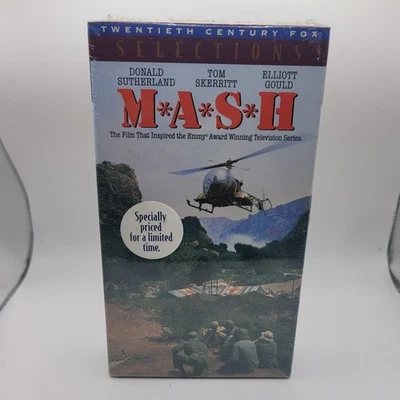 TWENTIETH CENTURY FOX
SELECTIONS
DONALD SUTHERLAND TOM SKERRITT ELLIOTT GOULD
M*A*S*H
The Film That Inspired the Emmy® Award Winning Television Series...
Specially
priced
for a limited
time.